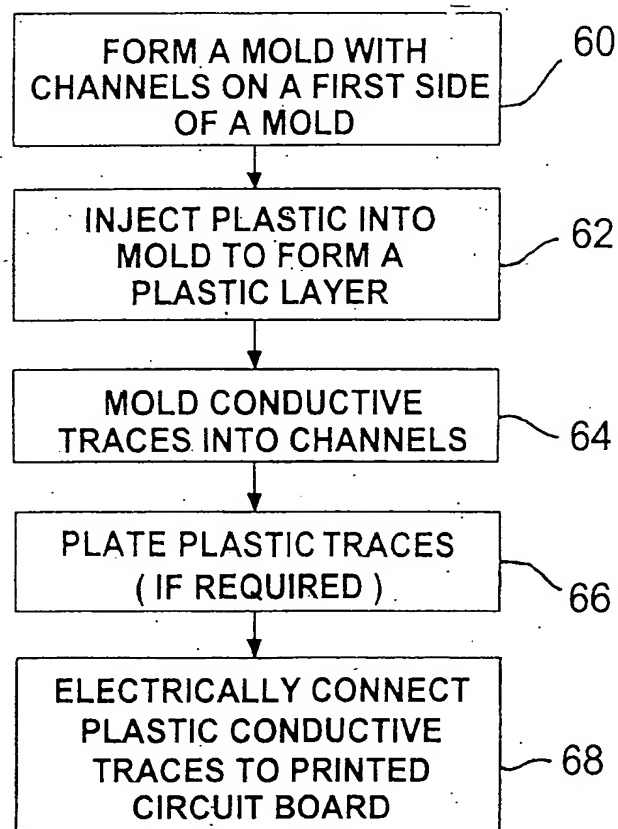 FORM A MOLD WITH
CHANNELS ON A FIRST SIDE
OF A MOLD
60
INJECT PLASTIC INTO
MOLD TO FORM A
PLASTIC LAYER
62
MOLD CONDUCTIVE
TRACES INTO CHANNELS
64
PLATE PLASTIC TRACES
( IF REQUIRED )
66
ELECTRICALLY CONNECT
PLASTIC CONDUCTIVE
TRACES TO PRINTED
CIRCUIT BOARD
68